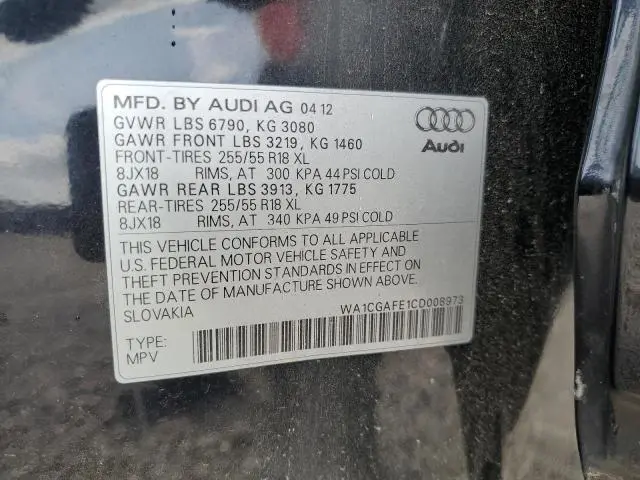 MFD. BY AUDI AG 04 12
GVWR LBS 6790, KG 3080
GAWR FRONT LBS 3219, KG 1460
FRONT-TIRES 255/55 R18 XL
8JX18 RIMS, AT 300 KPA 44 PSI COLD
GAWR REAR LBS 3913, KG 1775
REAR-TIRES 255/55 R18 XL
8JX18 RIMS, AT 340 KPA 49 PSI COLD
Audi
THIS VEHICLE CONFORMS TO ALL APPLICABLE
U.S. FEDERAL MOTOR VEHICLE SAFETY AND
THEFT PREVENTION STANDARDS IN EFFECT ON
THE DATE OF MANUFACTURE SHOWN ABOVE.
SLOVAKIA
WA1CGAFE1CD008973
TYPE:
MPV